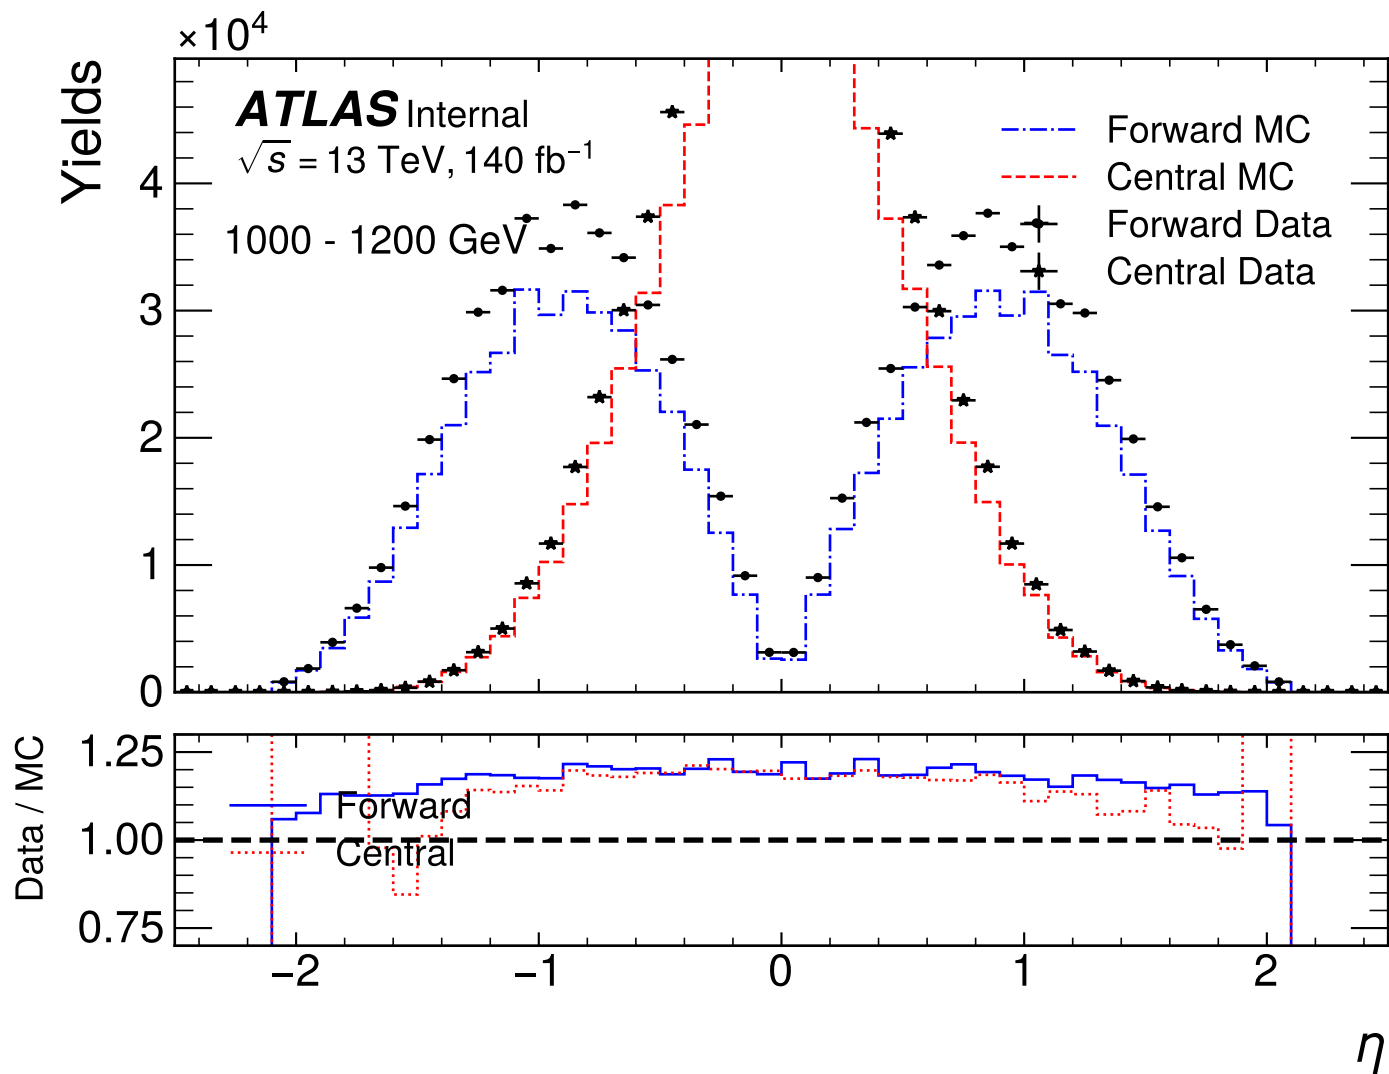 ×10⁴
Yields
ATLAS Internal
√s = 13 TeV, 140 fb⁻¹
1000 - 1200 GeV
Forward MC
Central MC
Forward Data
Central Data
4
3
2
1
0
Data / MC
1.25
1.00
0.75
Forward
Central
−2 −1 0 1 2
η